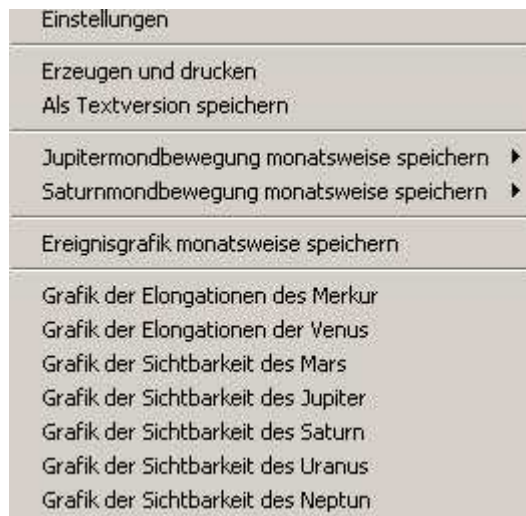 Einstellungen
Erzeugen und drucken
Als Textversion speichern
Jupitermondbewegung monatsweise speichern
Saturnmondbewegung monatsweise speichern
Ereignisgrafik monatsweise speichern
Grafik der Elongationen des Merkur
Grafik der Elongationen der Venus
Grafik der Sichtbarkeit des Mars
Grafik der Sichtbarkeit des Jupiter
Grafik der Sichtbarkeit des Saturn
Grafik der Sichtbarkeit des Uranus
Grafik der Sichtbarkeit des Neptun